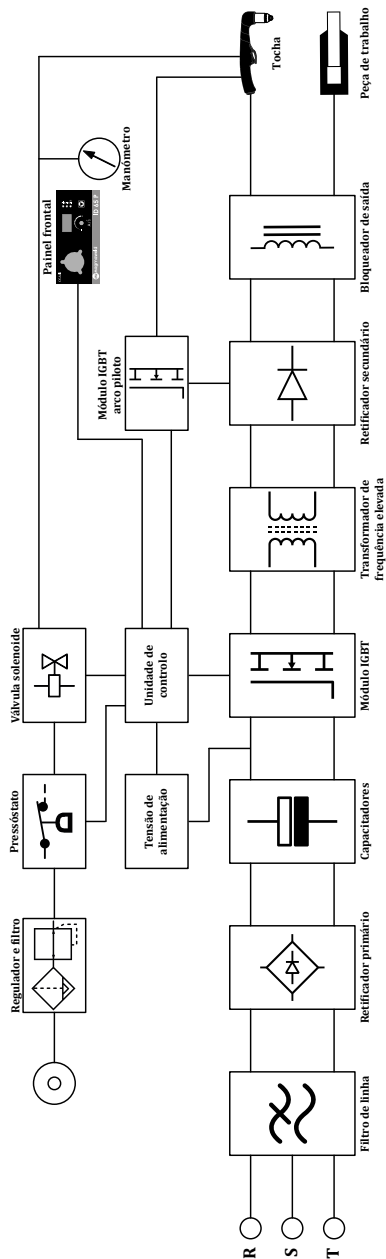 Regulador e filtro
Pressóstato
Válvula solenoide
Painel frontal
ID 65 P
Manómetro
Módulo IGBT
arco piloto
Tensão de
alimentação
Unidade de
controlo
Tocha
R
S
T
Filtro de linha
Retificador primário
Capacitadores
Módulo IGBT
Transformador de
frequência elevada
Retificador secundário
Bloqueador de saída
Peça de trabalho